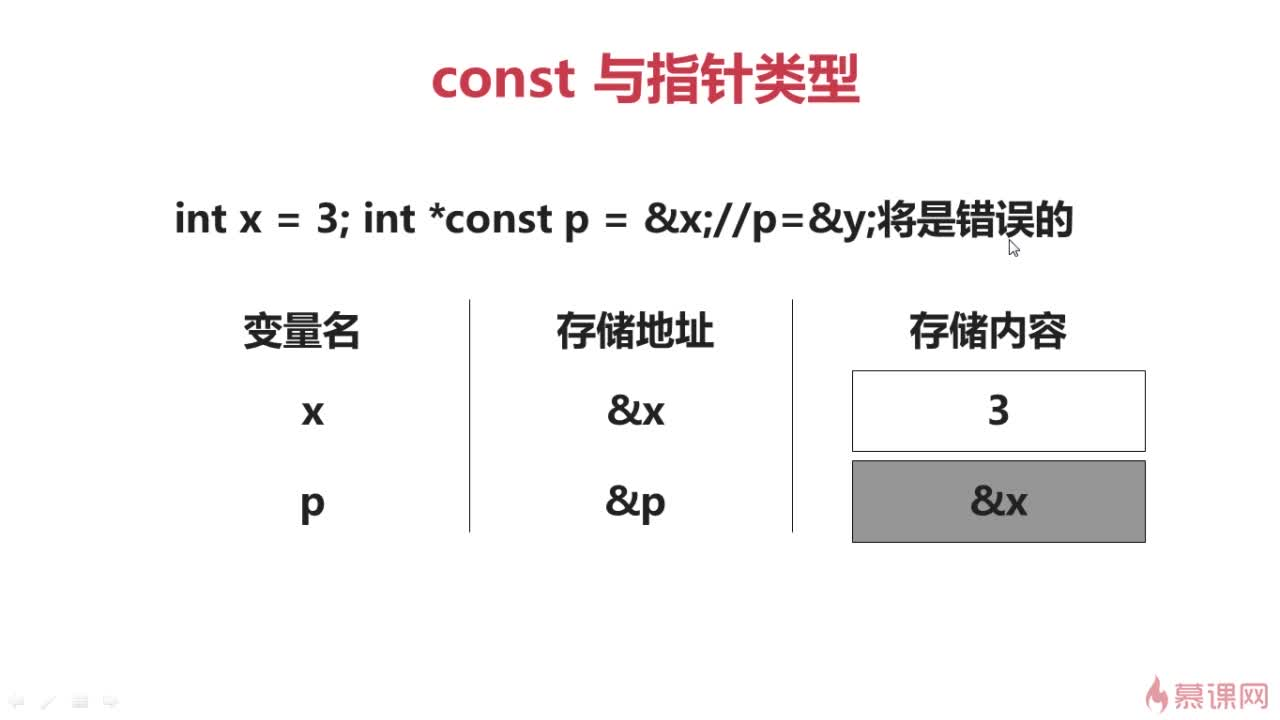 const 与指针类型
int x = 3; int *const p = &x;//p=&y;将是错误的
变量名 存储地址 存储内容
x &x 3
p &p &x
慕课网